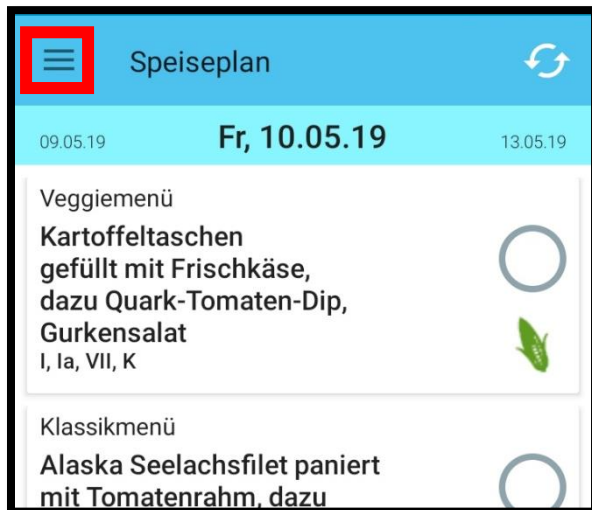 Speiseplan
09.05.19 Fr, 10.05.19 13.05.19
Veggiemenü
Kartoffeltaschen
gefüllt mit Frischkäse,
dazu Quark-Tomaten-Dip,
Gurkensalat
I, Ia, VII, K
Klassikmenü
Alaska Seelachsfilet paniert
mit Tomatenrahm, dazu